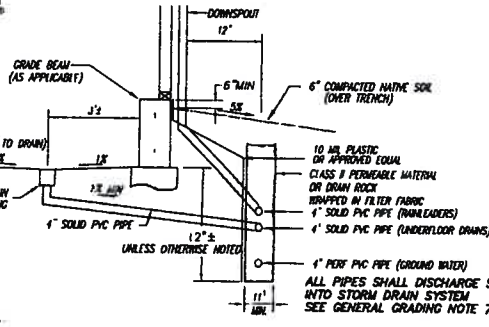 DOWNSPOUT
12"
GRADE BEAM
(AS APPLICABLE)
6" MIN
5%
6" COMPACTED NATIVE SOIL
(OVER TRENCH)
3'±
TO DRAIN)
1%
10 MIL PLASTIC
OR APPROVED EQUAL
CLASS II PERMEABLE MATERIAL
OR DRAIN ROCK
WRAPPED IN FILTER FABRIC
MIN
4" SOLID PVC PIPE
4" SOLID PVC PIPE (RAINLEADERS)
4" SOLID PVC PIPE (UNDERFLOOR DRAINS)
12"±
UNLESS OTHERWISE NOTED
4" PERF PVC PIPE (GROUND WATER)
11"
MIN.
ALL PIPES SHALL DISCHARGE
INTO STORM DRAIN SYSTEM
SEE GENERAL GRADING NOTE 7